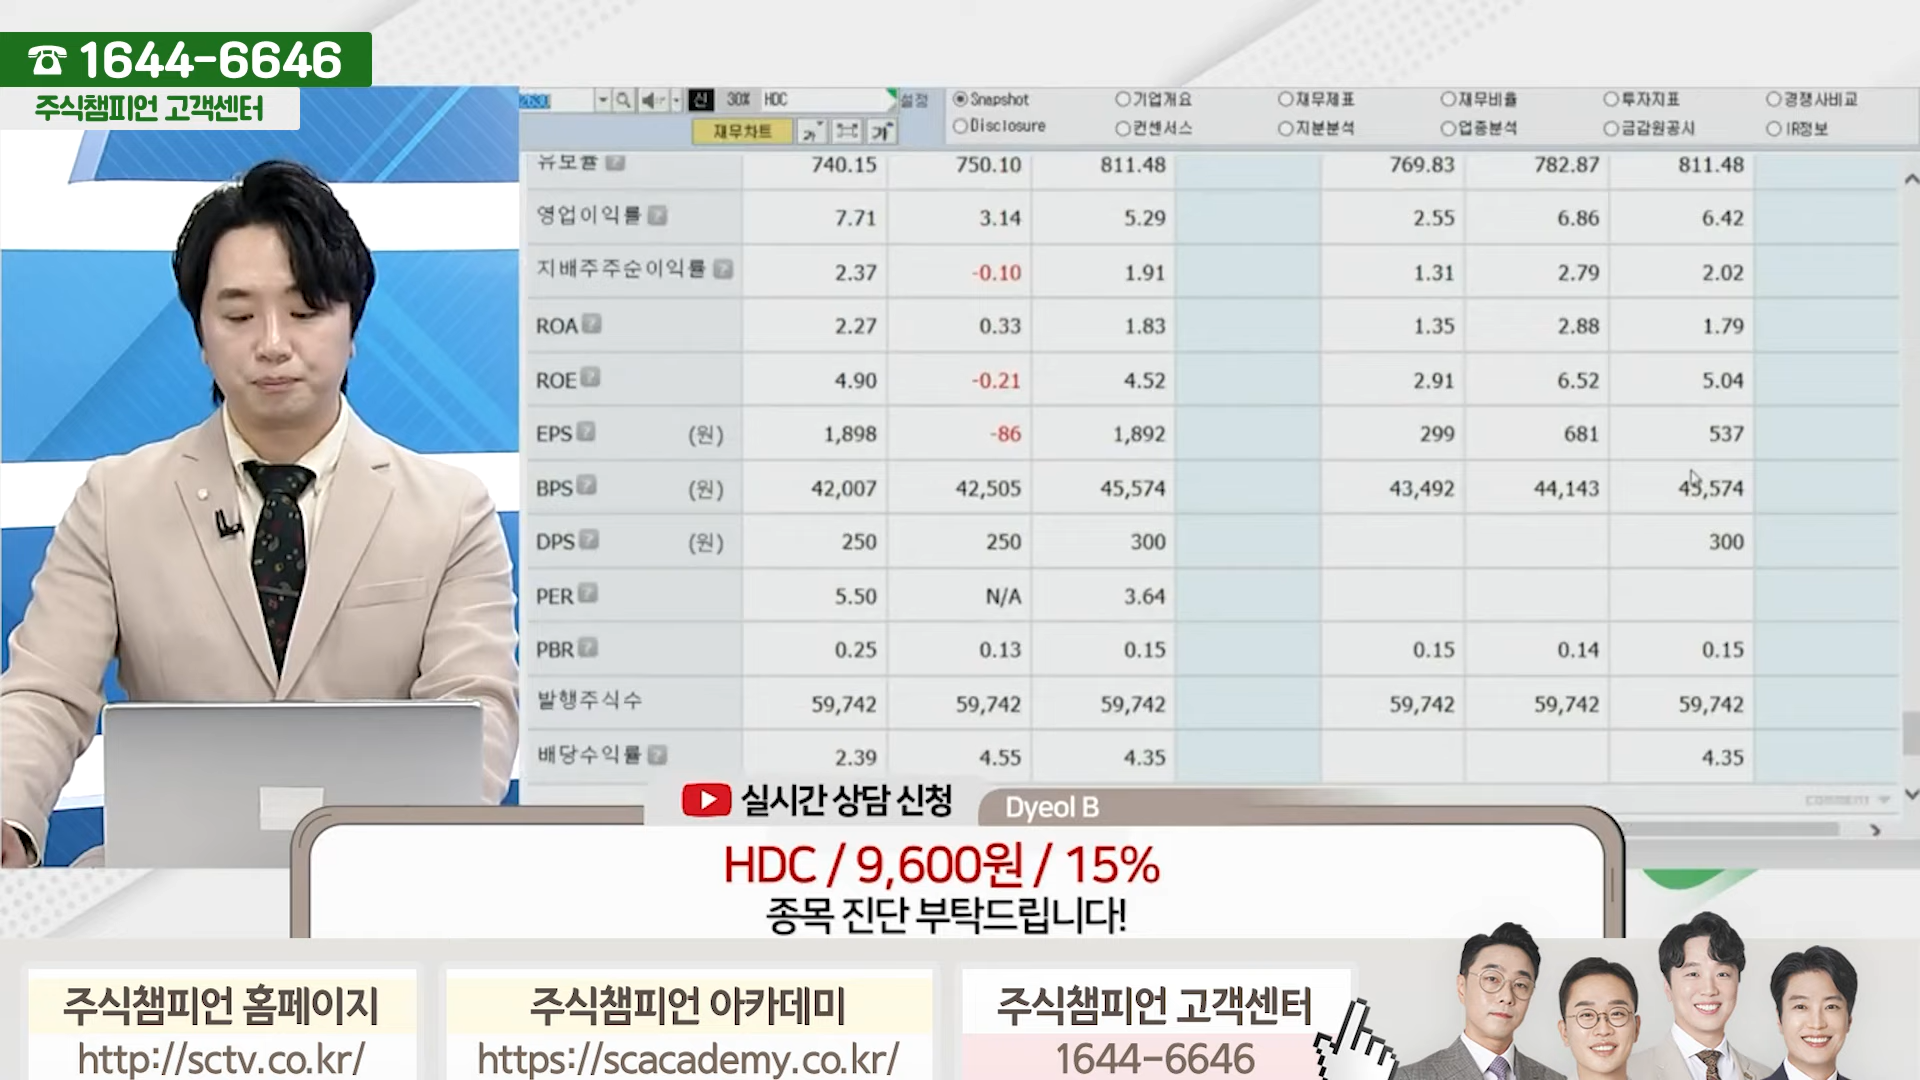 ☎ 1644-6646
주식챔피언 고객센터
신 30% HDC 설정
Snapshot 기업개요 재무제표 재무비율 투자지표 경쟁사비교
재무차트 Disclosure 컨센서스 지분분석 업종분석 금감원공시 IR정보
유보율 740.15 750.10 811.48 769.83 782.87 811.48
영업이익률 7.71 3.14 5.29 2.55 6.86 6.42
지배주주순이익률 2.37 -0.10 1.91 1.31 2.79 2.02
ROA 2.27 0.33 1.83 1.35 2.88 1.79
ROE 4.90 -0.21 4.52 2.91 6.52 5.04
EPS (원) 1,898 -86 1,892 299 681 537
BPS (원) 42,007 42,505 45,574 43,492 44,143 45,574
DPS (원) 250 250 300 300
PER 5.50 N/A 3.64
PBR 0.25 0.13 0.15 0.15 0.14 0.15
발행주식수 59,742 59,742 59,742 59,742 59,742 59,742
배당수익률 2.39 4.55 4.35 4.35
comment
실시간 상담 신청 Dyeol B
HDC / 9,600원 / 15%
종목 진단 부탁드립니다!
주식챔피언 홈페이지
http://sctv.co.kr/
주식챔피언 아카데미
https://scacademy.co.kr/
주식챔피언 고객센터
1644-6646